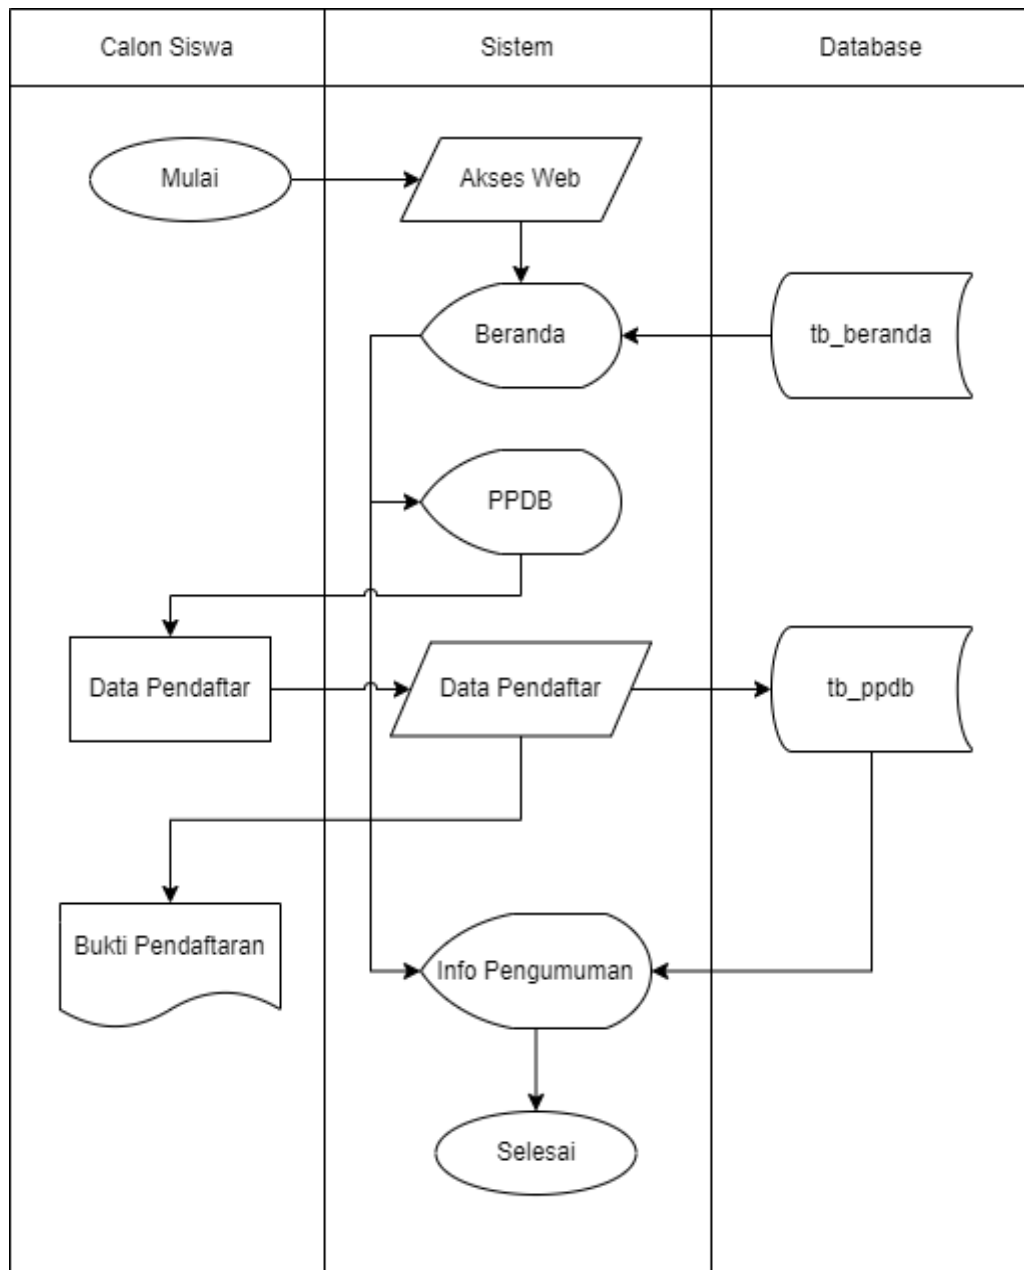 Calon Siswa
Sistem
Database
Mulai
Akses Web
Beranda
tb_beranda
PPDB
Data Pendaftar
Data Pendaftar
tb_ppdb
Bukti Pendaftaran
Info Pengumuman
Selesai